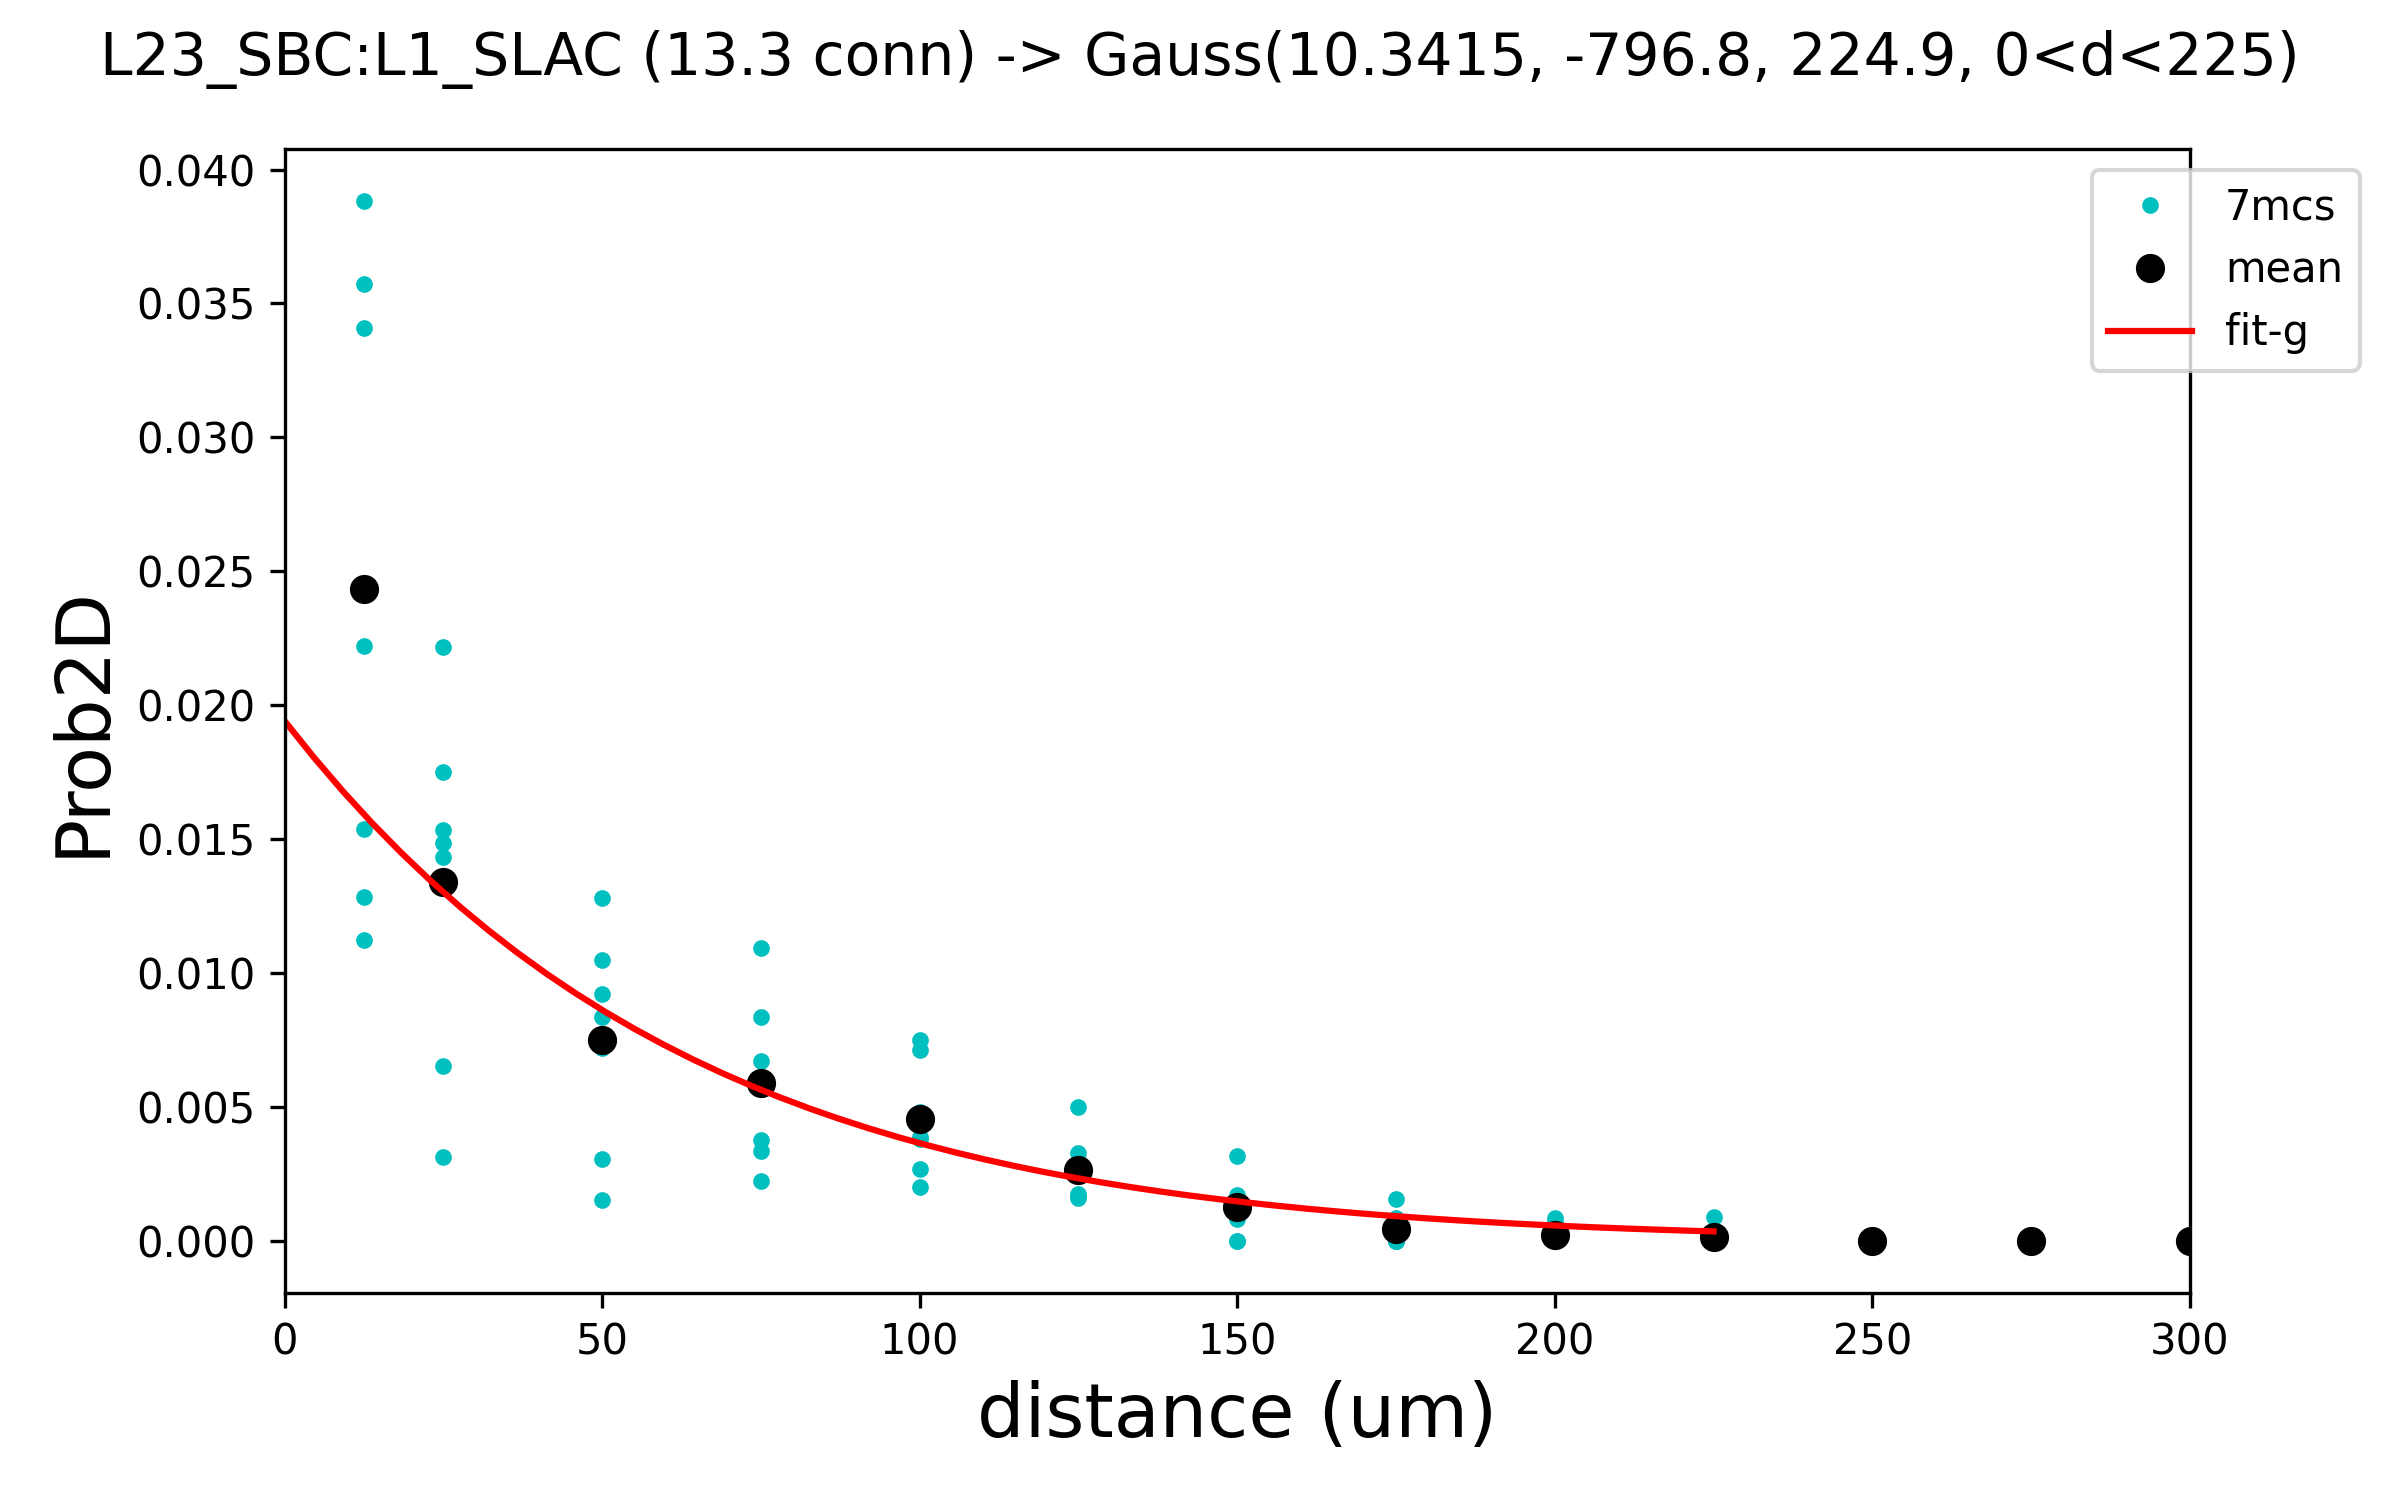 L23_SBC:L1_SLAC (13.3 conn) -> Gauss(10.3415, -796.8, 224.9, 0<d<225)
0.040
0.035
0.030
0.025
0.020
0.015
0.010
0.005
0.000
Prob2D
7mcs
mean
fit-g
0 50 100 150 200 250 300
distance (um)